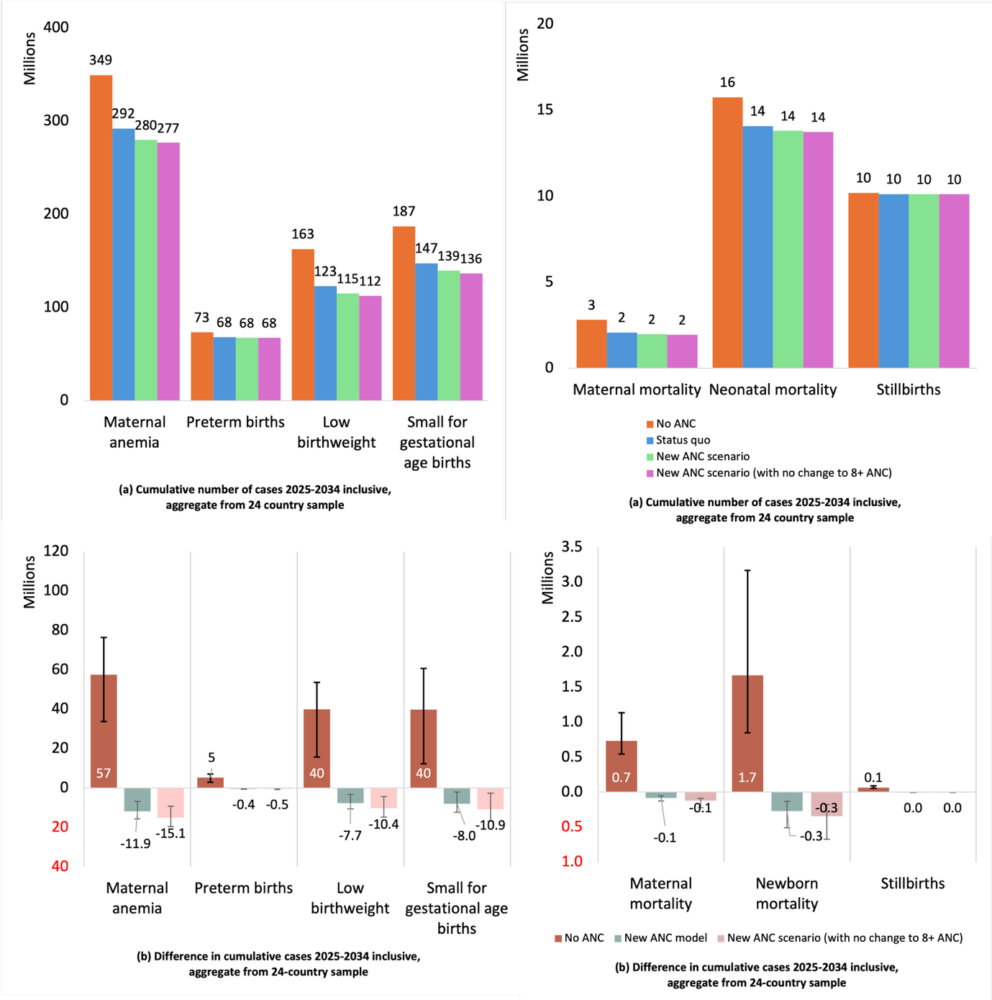 Millions
400
300
200
100
0
349
292
280
277
73
68
68
68
163
123
115
112
187
147
139
136
Maternal
anemia
Preterm births
Low
birthweight
Small for
gestational
age births
(a) Cumulative number of cases 2025-2034 inclusive,
aggregate from 24 country sample
Millions
20
15
10
5
0
3
2
2
2
16
14
14
14
10
10
10
10
Maternal mortality
Neonatal mortality
Stillbirths
No ANC
Status quo
New ANC scenario
New ANC scenario (with no change to 8+ ANC)
(a) Cumulative number of cases 2025-2034 inclusive,
aggregate from 24 country sample
Millions
120
100
80
60
40
20
0
20
40
57
-11.9
-15.1
5
-0.4
-0.5
40
-7.7
-10.4
40
-8.0
-10.9
Maternal
anemia
Preterm births
Low
birthweight
Small for
gestational age
births
(b) Difference in cumulative cases 2025-2034 inclusive,
aggregate from 24-country sample
Millions
3.5
3.0
2.5
2.0
1.5
1.0
0.5
0.0
0.5
1.0
0.7
-0.1
-0.1
1.7
-0.3
-0.3
0.1
0.0
0.0
Maternal
mortality
Newborn
mortality
Stillbirths
No ANC
New ANC model
New ANC scenario (with no change to 8+ ANC)
(b) Difference in cumulative cases 2025-2034 inclusive,
aggregate from 24-country sample